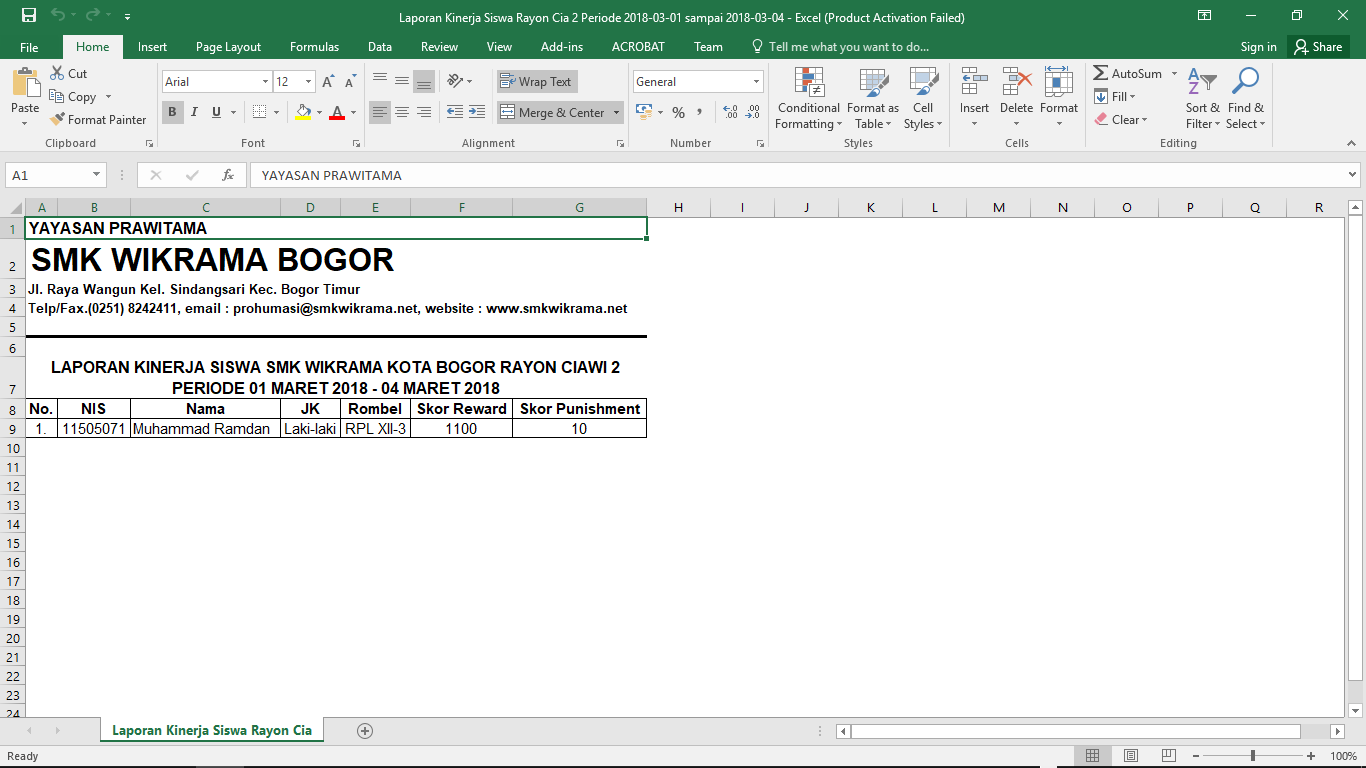 Laporan Kinerja Siswa Rayon Cia 2 Periode 2018-03-01 sampai 2018-03-04 - Excel (Product Activation Failed)
File Home Insert Page Layout Formulas Data Review View Add-ins ACROBAT Team Tell me what you want to do... Sign in Share
Paste
Cut
Copy
Format Painter
Clipboard
Arial 12 A A
B I U A
Font
Wrap Text
Merge & Center
Alignment
General
% , .0 .00 .00 .0
Number
Conditional Formatting
Format as Table
Cell Styles
Styles
Insert Delete Format
Cells
AutoSum
Fill
Clear
Sort & Filter
Find & Select
Editing
A1 fx YAYASAN PRAWITAMA
A B C D E F G H I J K L M N O P Q R
1 YAYASAN PRAWITAMA
2 SMK WIKRAMA BOGOR
3 Jl. Raya Wangun Kel. Sindangsari Kec. Bogor Timur
4 Telp/Fax.(0251) 8242411, email : prohumasi@smkwikrama.net, website : www.smkwikrama.net
5
6
LAPORAN KINERJA SISWA SMK WIKRAMA KOTA BOGOR RAYON CIAWI 2
7 PERIODE 01 MARET 2018 - 04 MARET 2018
8 No. NIS Nama JK Rombel Skor Reward Skor Punishment
9 1. 11505071 Muhammad Ramdan Laki-laki RPL XII-3 1100 10
10
11
12
13
14
15
16
17
18
19
20
21
22
23
24
Laporan Kinerja Siswa Rayon Cia
Ready 100%